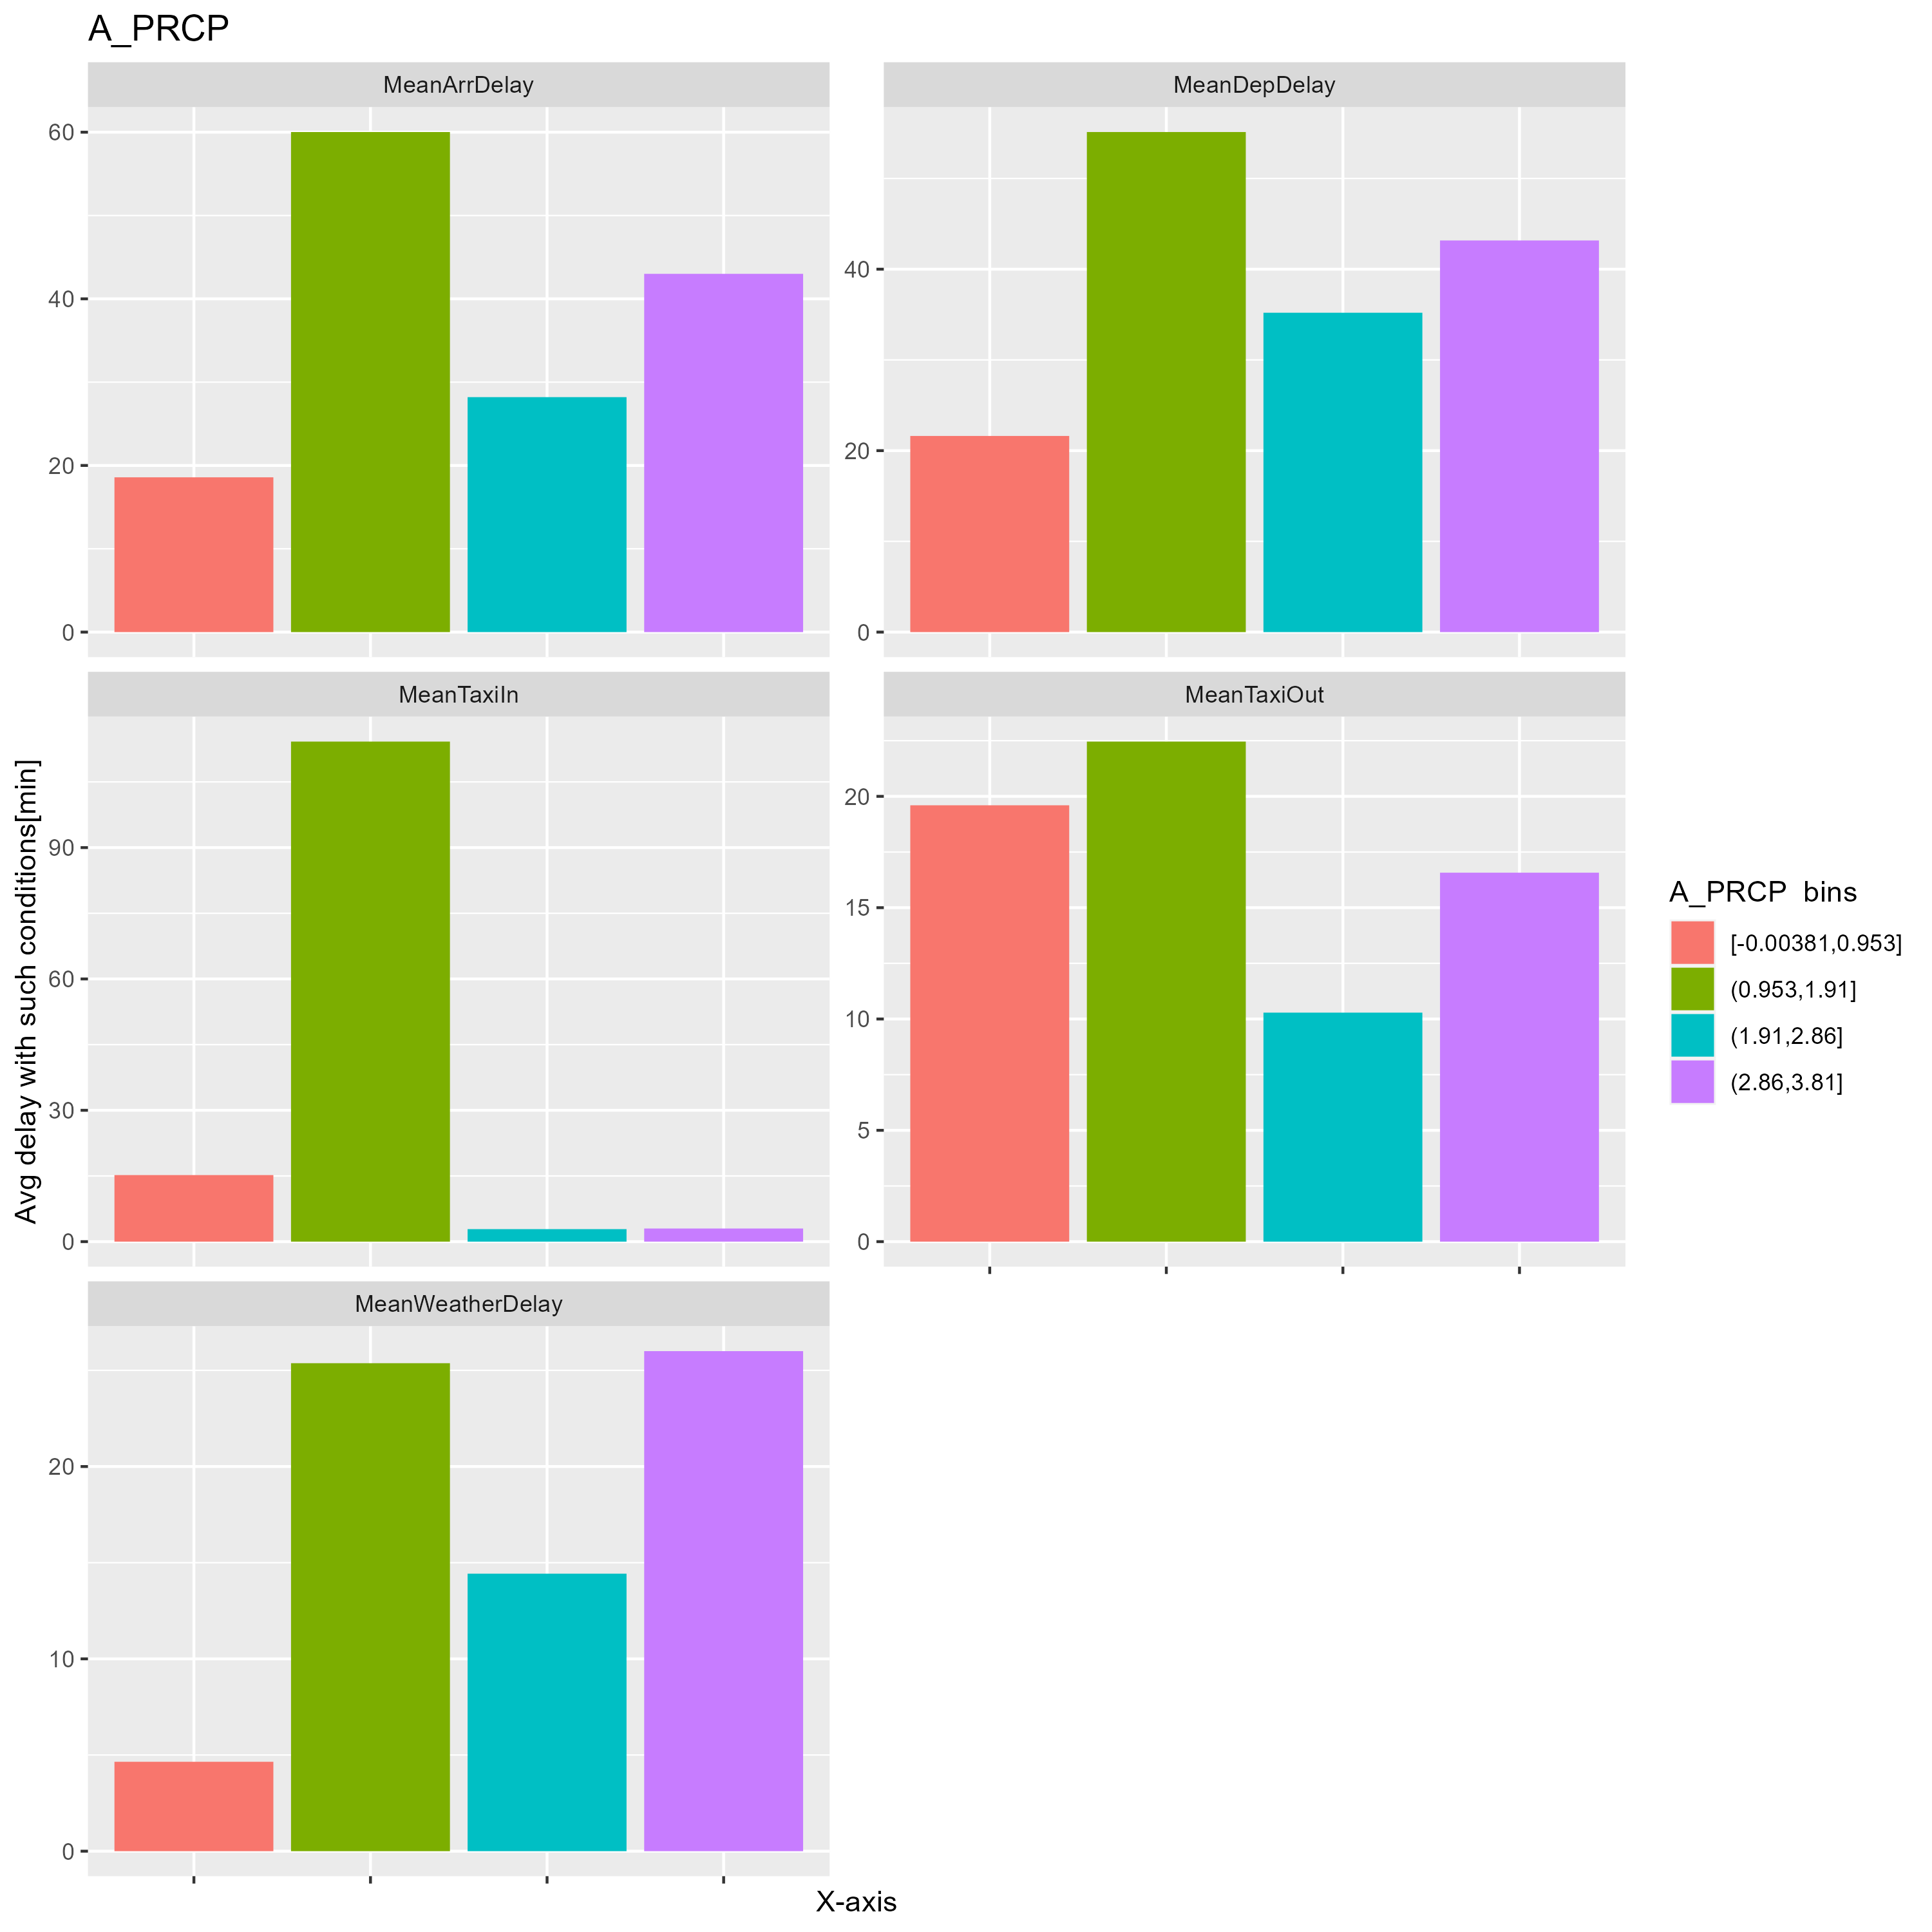 A_PRCP
MeanArrDelay
MeanDepDelay
60
40
20
0
40
20
0
MeanTaxiIn
MeanTaxiOut
90
60
30
0
20
15
10
5
0
MeanWeatherDelay
20
10
0
Avg delay with such conditions[min]
X-axis
A_PRCP  bins
[-0.00381,0.953]
(0.953,1.91]
(1.91,2.86]
(2.86,3.81]